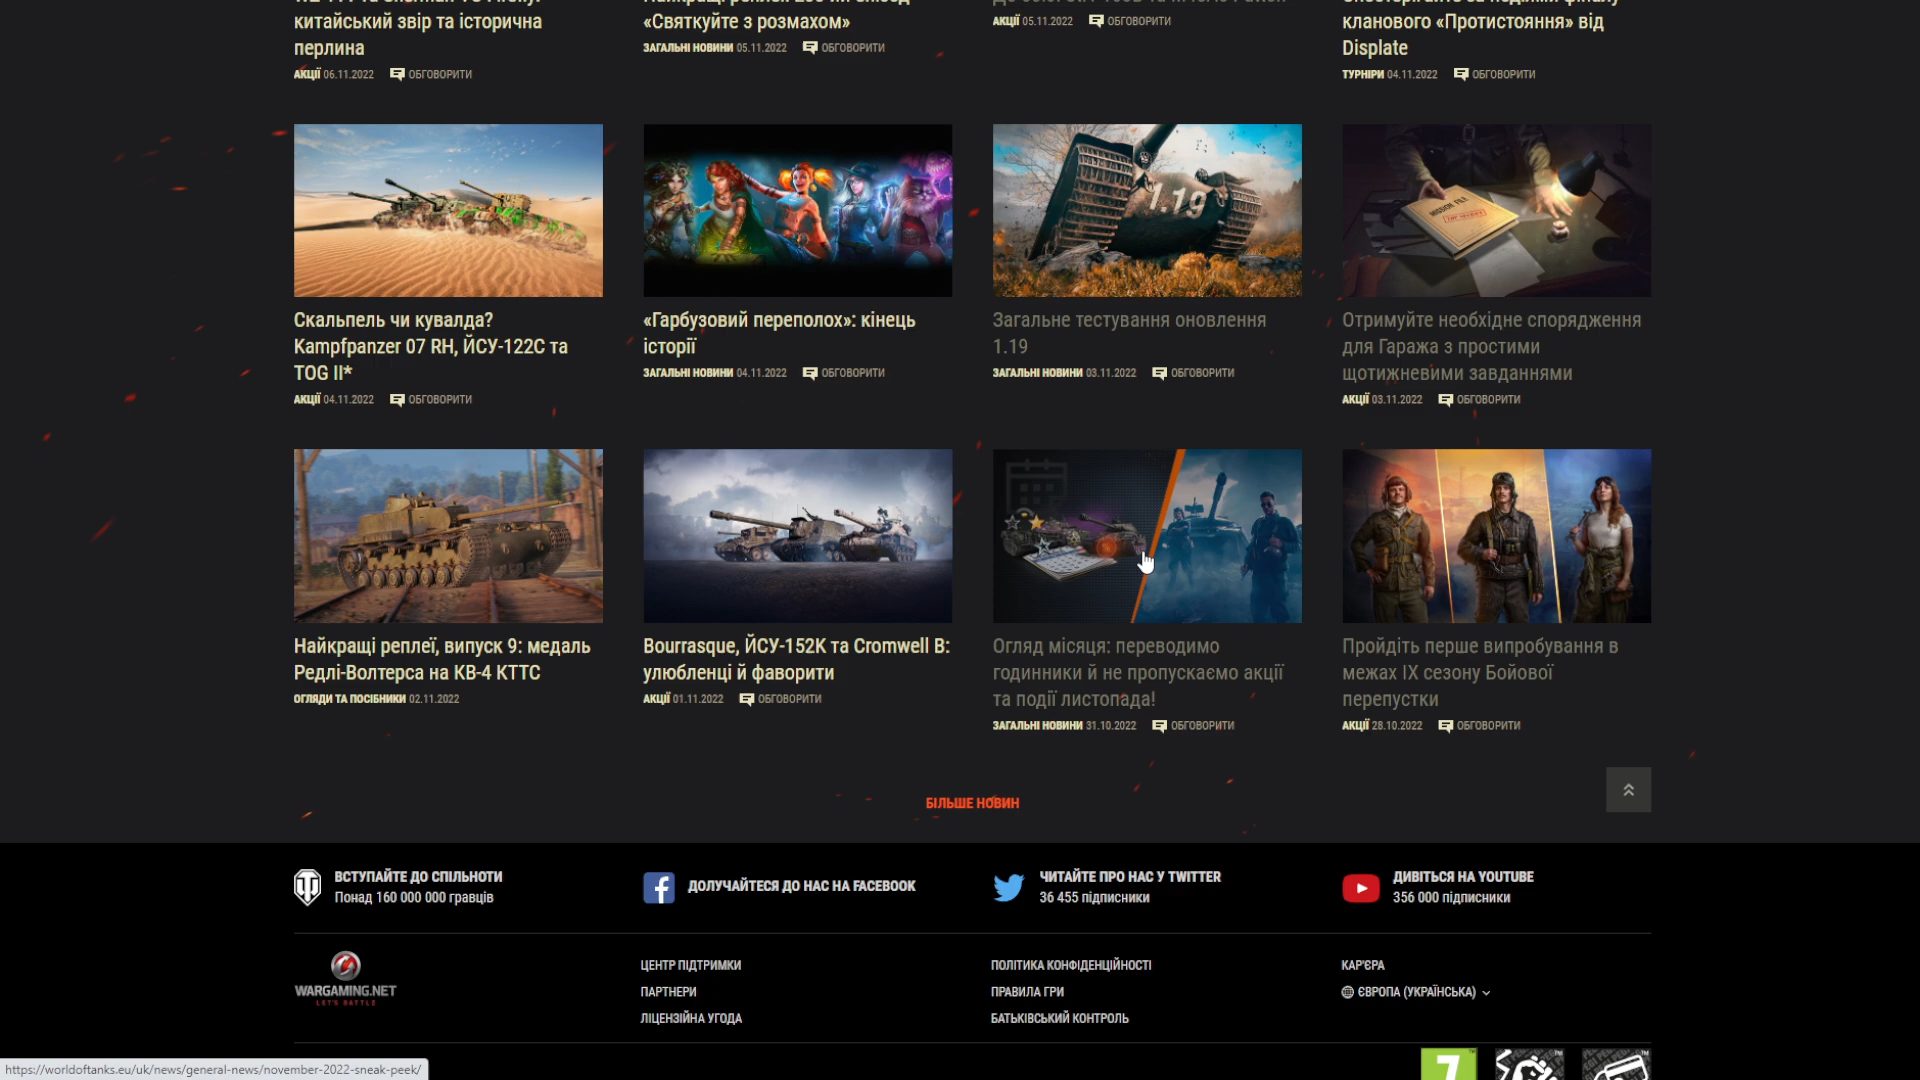 китайський звір та історична
перлина
АКЦІЇ 06.11.2022 ОБГОВОРИТИ
«Святкуйте з розмахом»
ЗАГАЛЬНІ НОВИНИ 05.11.2022 ОБГОВОРИТИ
АКЦІЇ 05.11.2022 ОБГОВОРИТИ
кланового «Протистояння» від
Displate
ТУРНІРИ 04.11.2022 ОБГОВОРИТИ
1.19
MISSION FILE
TOP SECRET
Скальпель чи кувалда?
Kampfpanzer 07 RH, ЙСУ-122С та
TOG II*
АКЦІЇ 04.11.2022 ОБГОВОРИТИ
«Гарбузовий переполох»: кінець
історії
ЗАГАЛЬНІ НОВИНИ 04.11.2022 ОБГОВОРИТИ
Загальне тестування оновлення
1.19
ЗАГАЛЬНІ НОВИНИ 03.11.2022 ОБГОВОРИТИ
Отримуйте необхідне спорядження
для Гаража з простими
щотижневими завданнями
АКЦІЇ 03.11.2022 ОБГОВОРИТИ
Найкращі реплеї, випуск 9: медаль
Редлі-Волтерса на КВ-4 КТТС
ОГЛЯДИ ТА ПОСІБНИКИ 02.11.2022
Bourrasque, ЙСУ-152К та Cromwell B:
улюбленці й фаворити
АКЦІЇ 01.11.2022 ОБГОВОРИТИ
Огляд місяця: переводимо
годинники й не пропускаємо акції
та події листопада!
ЗАГАЛЬНІ НОВИНИ 31.10.2022 ОБГОВОРИТИ
Пройдіть перше випробування в
межах IX сезону Бойової
перепустки
АКЦІЇ 28.10.2022 ОБГОВОРИТИ
БІЛЬШЕ НОВИН
ВСТУПАЙТЕ ДО СПІЛЬНОТИ
Понад 160 000 000 гравців
ДОЛУЧАЙТЕСЯ ДО НАС НА FACEBOOK
ЧИТАЙТЕ ПРО НАС У TWITTER
36 455 підписники
ДИВІТЬСЯ НА YOUTUBE
356 000 підписники
WARGAMING.NET
LET'S BATTLE
ЦЕНТР ПІДТРИМКИ
ПАРТНЕРИ
ЛІЦЕНЗІЙНА УГОДА
ПОЛІТИКА КОНФІДЕНЦІЙНОСТІ
ПРАВИЛА ГРИ
БАТЬКІВСЬКИЙ КОНТРОЛЬ
КАР'ЄРА
ЄВРОПА (УКРАЇНСЬКА)
7
https://worldoftanks.eu/uk/news/general-news/november-2022-sneak-peek/